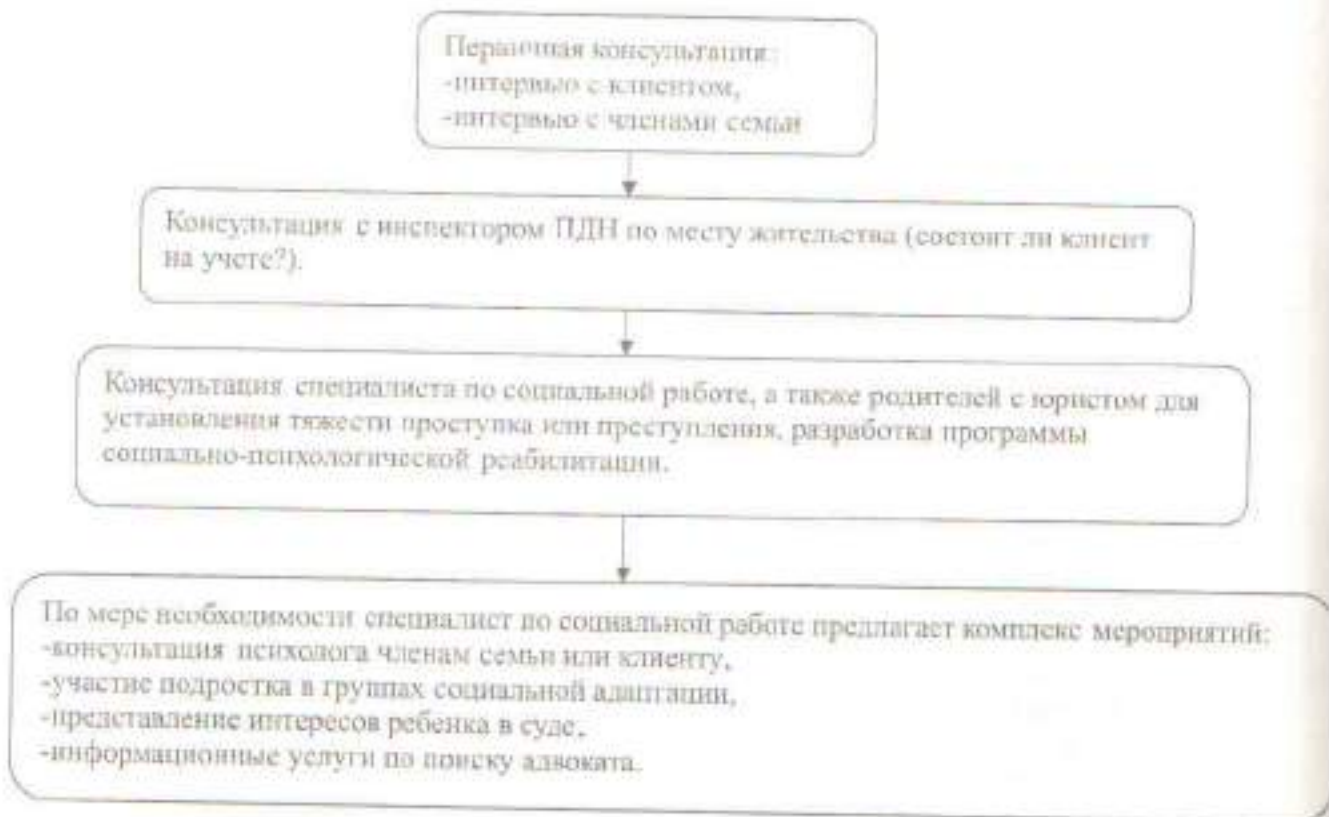 Первичная консультация:
-интервью с клиентом,
-интервью с членами семьи
Консультация с инспектором ПДН по месту жительства (состоит ли клиент
на учете?).
Консультация специалиста по социальной работе, а также родителей с юристом для
установления тяжести проступка или преступления, разработка программы
социально-психологической реабилитации.
По мере необходимости специалист по социальной работе предлагает комплекс мероприятий:
-консультация психолога членам семьи или клиенту,
-участие подростка в группах социальной адаптации,
-представление интересов ребенка в суде,
-информационные услуги по поиску адвоката.